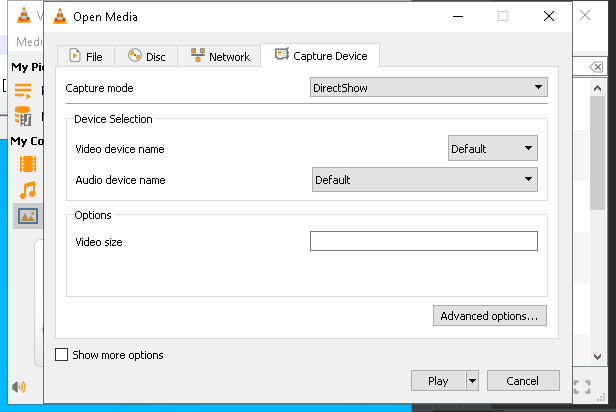 V
Open Media
Medi
File
Disc
Network
Capture Device
My Pic
Capture mode
DirectShow
Device Selection
Video device name
Default
My Co
Audio device name
Default
Options
Video size
Advanced options...
Show more options
Play
Cancel